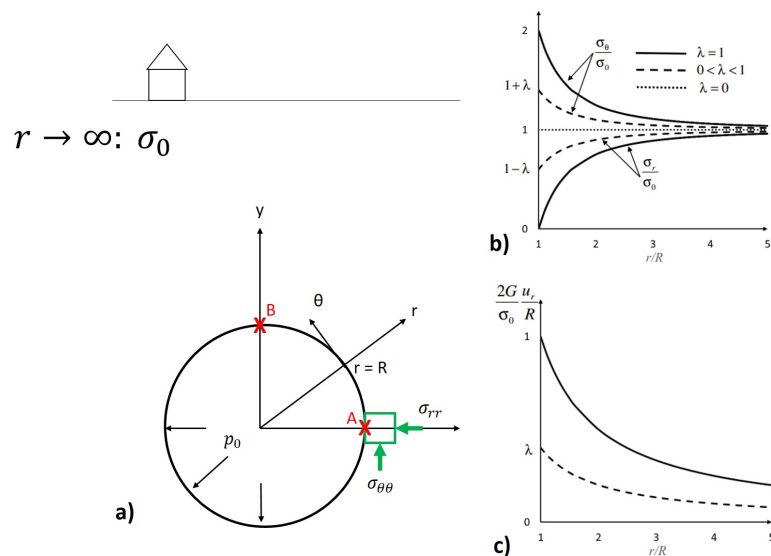 r → ∞: σ₀
y
B
θ
r
r = R
A
σᵣᵣ
p₀
σθθ
a)
2
1+λ
1
1−λ
0
σθ/σ₀
λ = 1
0 < λ < 1
λ = 0
σᵣ/σ₀
1 2 3 4 5
r/R
b)
2G/σ₀ uᵣ/R
1
λ
0
1 2 3 4 5
r/R
c)